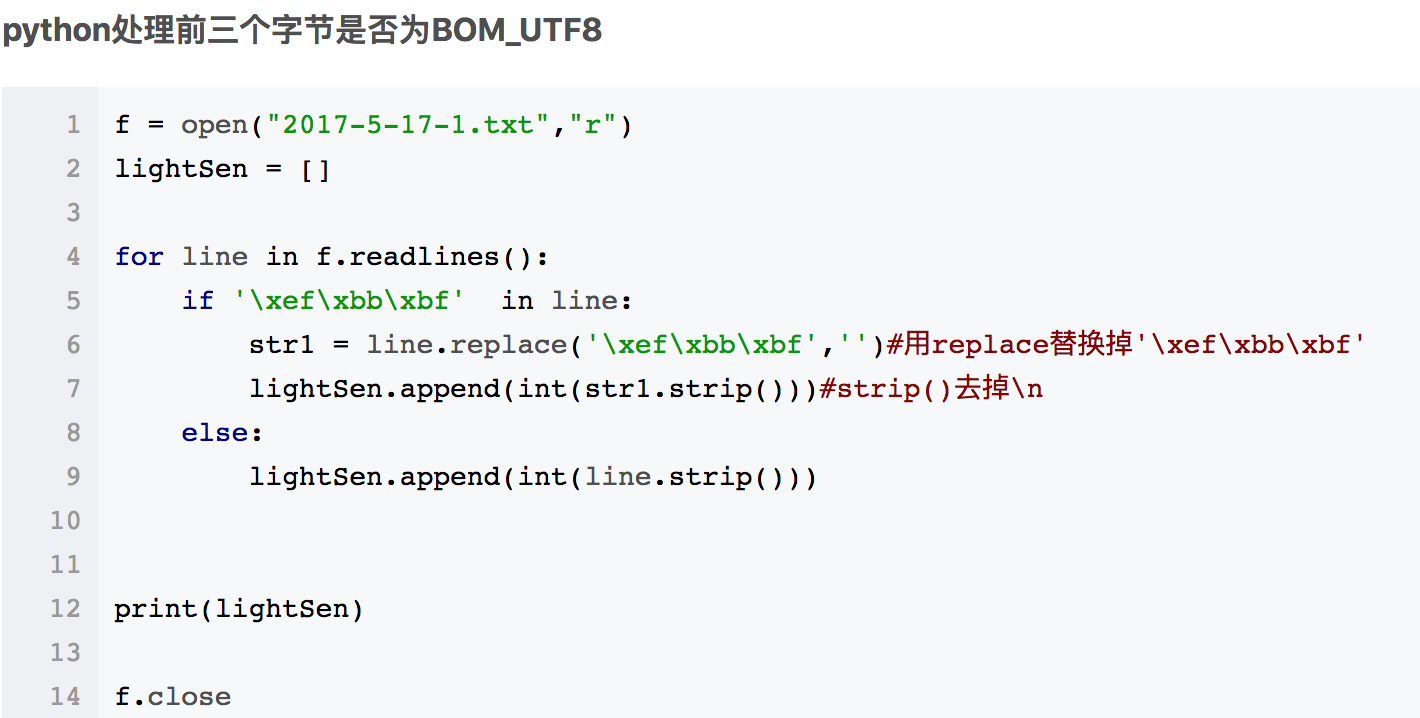 python处理前三个字节是否为BOM_UTF8
1 f = open("2017-5-17-1.txt","r")
2 lightSen = []
3
4 for line in f.readlines():
5     if '\xef\xbb\xbf'  in line:
6         str1 = line.replace('\xef\xbb\xbf','')#用replace替换掉'\xef\xbb\xbf'
7         lightSen.append(int(str1.strip()))#strip()去掉\n
8     else:
9         lightSen.append(int(line.strip()))
10
11
12 print(lightSen)
13
14 f.close